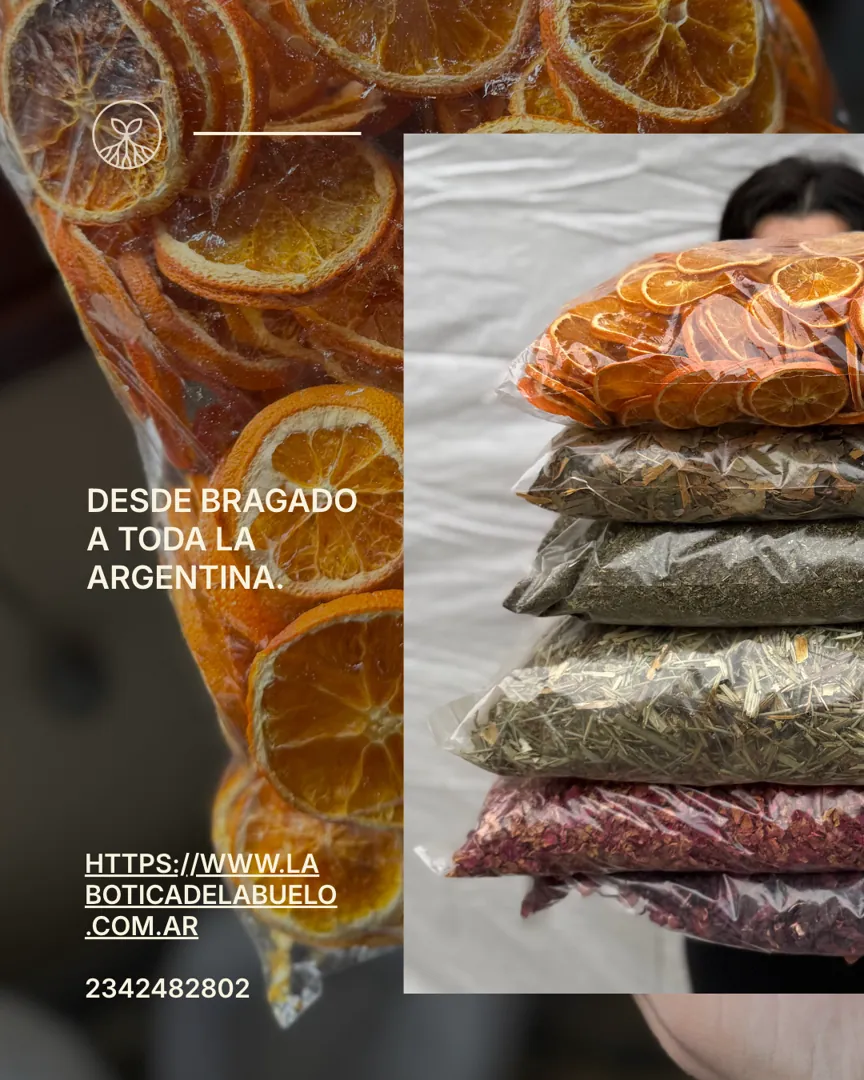 DESDE BRAGADO
A TODA LA
ARGENTINA.
HTTPS://WWW.LA
BOTICADELABUELO
.COM.AR
2342482802